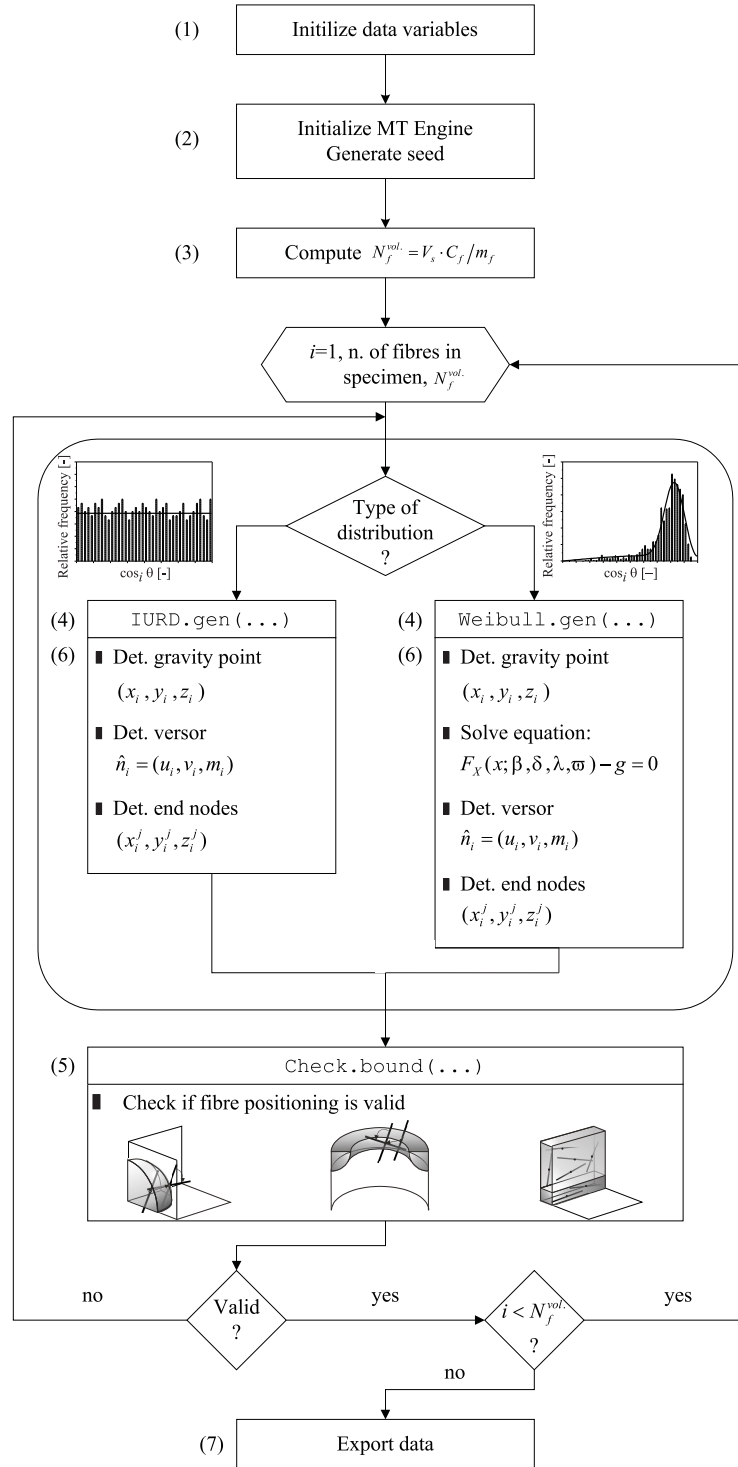 (1)
Initilize data variables
(2)
Initialize MT Engine
Generate seed
(3)
Compute N_f^{vol.} = V_s · C_f / m_f
i=1, n. of fibres in
specimen, N_f^{vol.}
Relative frequency [-]
cos_i θ [-]
Type of
distribution
?
Relative frequency [-]
cos_i θ [–]
(4)
IURD.gen(...)
(6)
Det. gravity point
(x_i, y_i, z_i)
Det. versor
n̂_i = (u_i, v_i, m_i)
Det. end nodes
(x_i^j, y_i^j, z_i^j)
(4)
Weibull.gen(...)
(6)
Det. gravity point
(x_i, y_i, z_i)
Solve equation:
F_X(x; β, δ, λ, ϖ) – g = 0
Det. versor
n̂_i = (u_i, v_i, m_i)
Det. end nodes
(x_i^j, y_i^j, z_i^j)
(5)
Check.bound(...)
Check if fibre positioning is valid
no
Valid
?
yes
i < N_f^{vol.}
?
yes
no
(7)
Export data